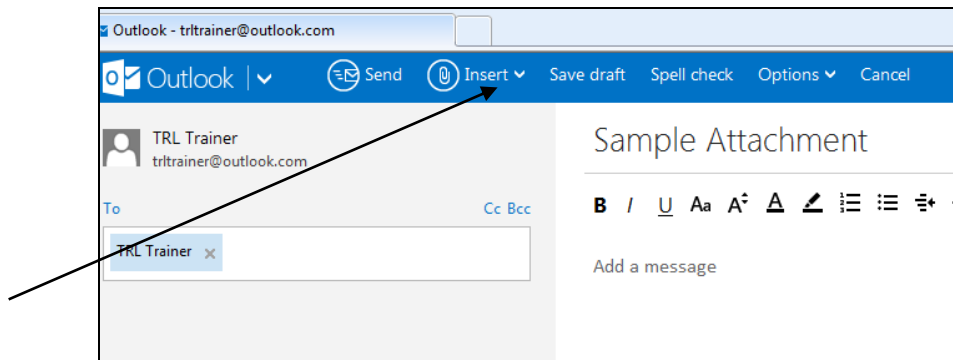 Outlook - trltrainer@outlook.com
Outlook Send Insert Save draft Spell check Options Cancel
TRL Trainer
trltrainer@outlook.com
Sample Attachment
To Cc Bcc
B I U Aa A A
TRL Trainer ×
Add a message